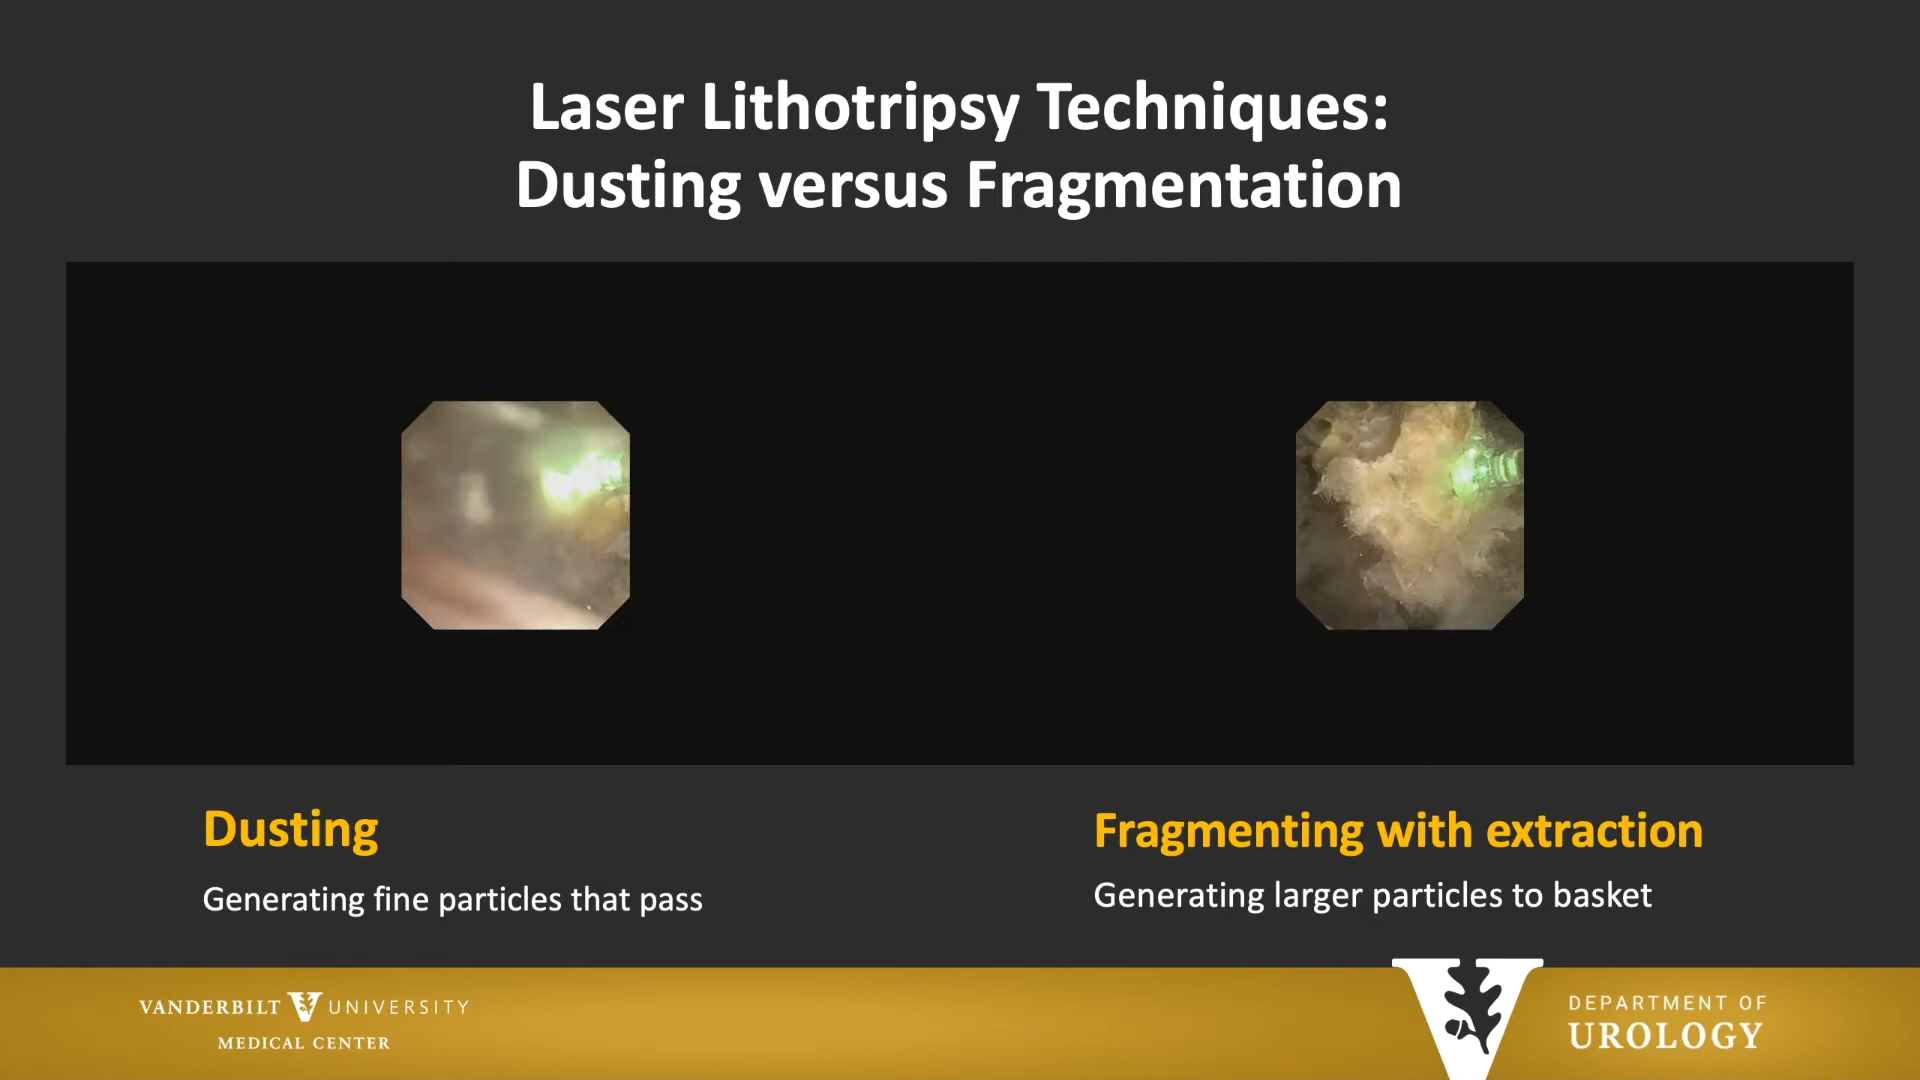 Laser Lithotripsy Techniques:
Dusting versus Fragmentation
Dusting
Generating fine particles that pass
Fragmenting with extraction
Generating larger particles to basket
VANDERBILT V UNIVERSITY
MEDICAL CENTER
V
DEPARTMENT OF
UROLOGY